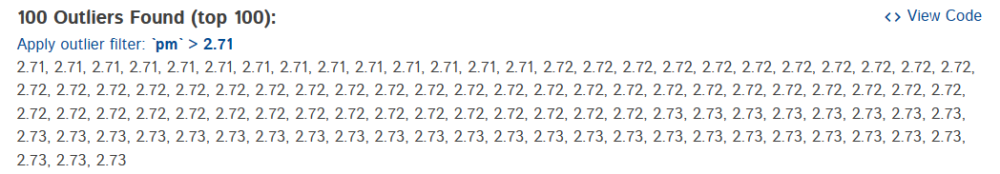 100 Outliers Found (top 100):
<> View Code
Apply outlier filter: `pm` > 2.71
2.71, 2.71, 2.71, 2.71, 2.71, 2.71, 2.71, 2.71, 2.71, 2.71, 2.71, 2.71, 2.71, 2.71, 2.72, 2.72, 2.72, 2.72, 2.72, 2.72, 2.72, 2.72, 2.72, 2.72, 2.72,
2.72, 2.72, 2.72, 2.72, 2.72, 2.72, 2.72, 2.72, 2.72, 2.72, 2.72, 2.72, 2.72, 2.72, 2.72, 2.72, 2.72, 2.72, 2.72, 2.72, 2.72, 2.72, 2.72, 2.72,
2.72, 2.72, 2.72, 2.72, 2.72, 2.72, 2.72, 2.72, 2.72, 2.72, 2.72, 2.72, 2.72, 2.72, 2.72, 2.72, 2.73, 2.73, 2.73, 2.73, 2.73, 2.73, 2.73, 2.73,
2.73, 2.73, 2.73, 2.73, 2.73, 2.73, 2.73, 2.73, 2.73, 2.73, 2.73, 2.73, 2.73, 2.73, 2.73, 2.73, 2.73, 2.73, 2.73, 2.73, 2.73, 2.73, 2.73, 2.73,
2.73, 2.73, 2.73